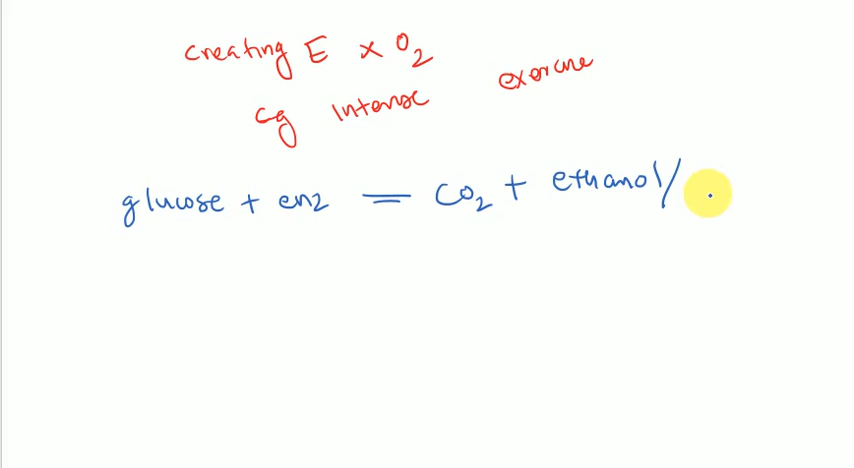 creating E x O2
eg intense exercise
glucose + enz = CO2 + ethanol/